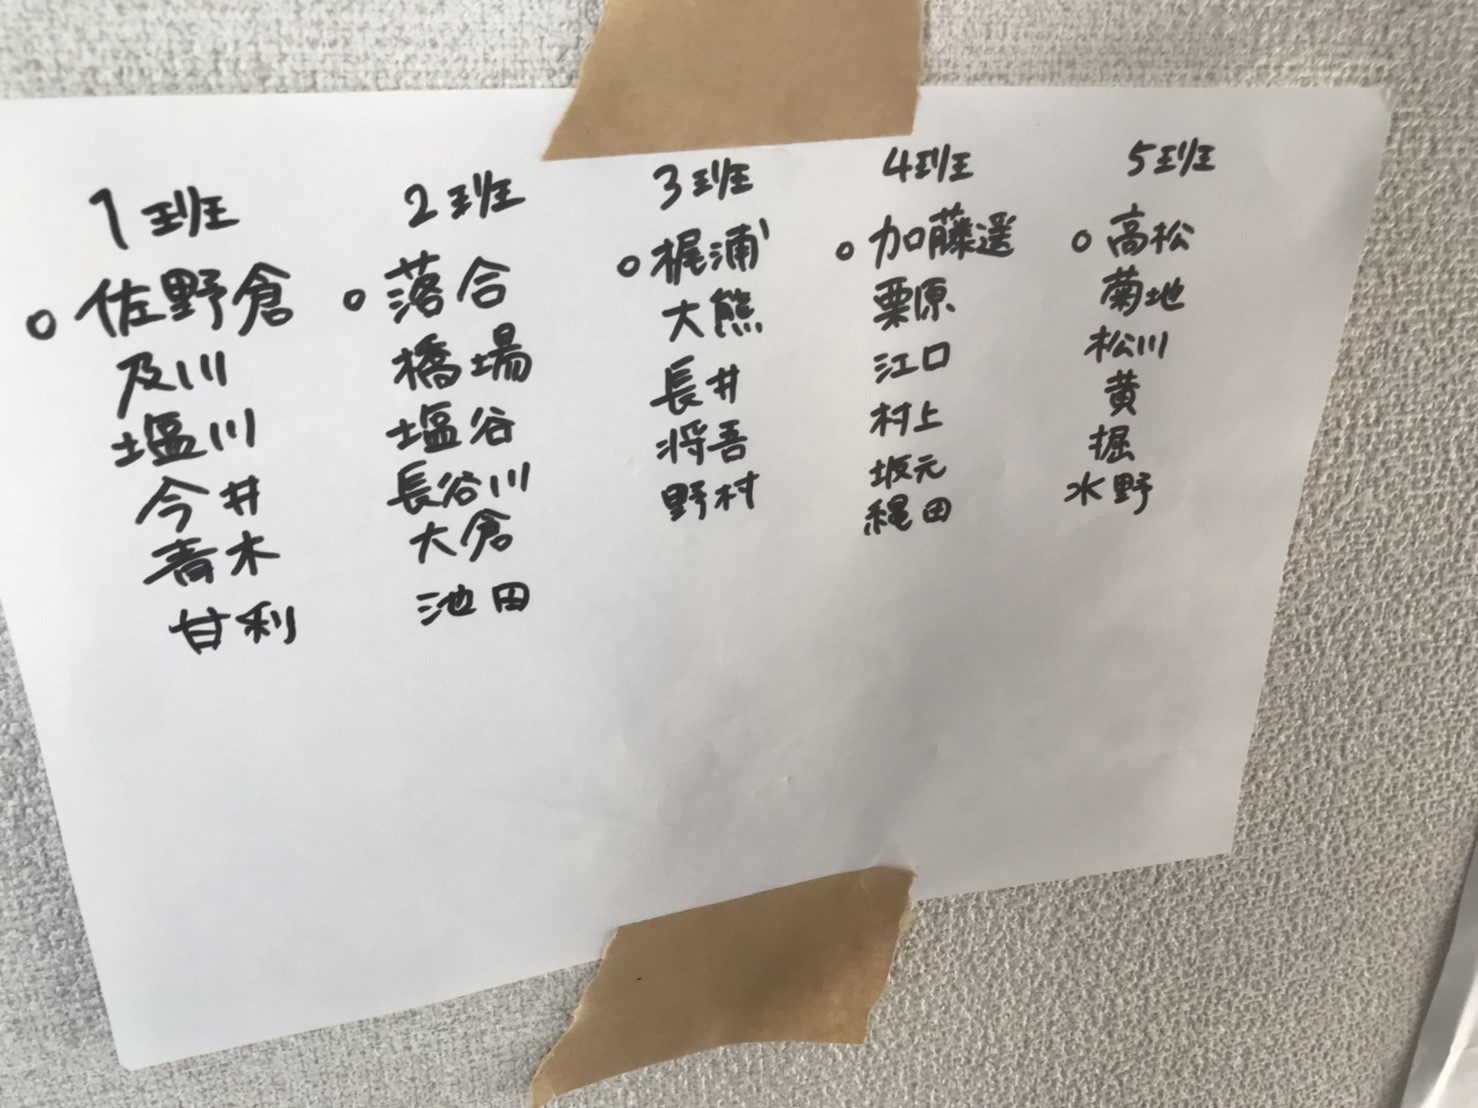 1班
○佐野倉
及川
塩川
今井
青木
甘利
2班
○落合
橋場
塩谷
長谷川
大倉
池田
3班
○梶浦
大熊
長井
将吾
野村
4班
○加藤遥
栗原
江口
村上
坂元
縄田
5班
○高松
菊地
松川
黄
堀
水野